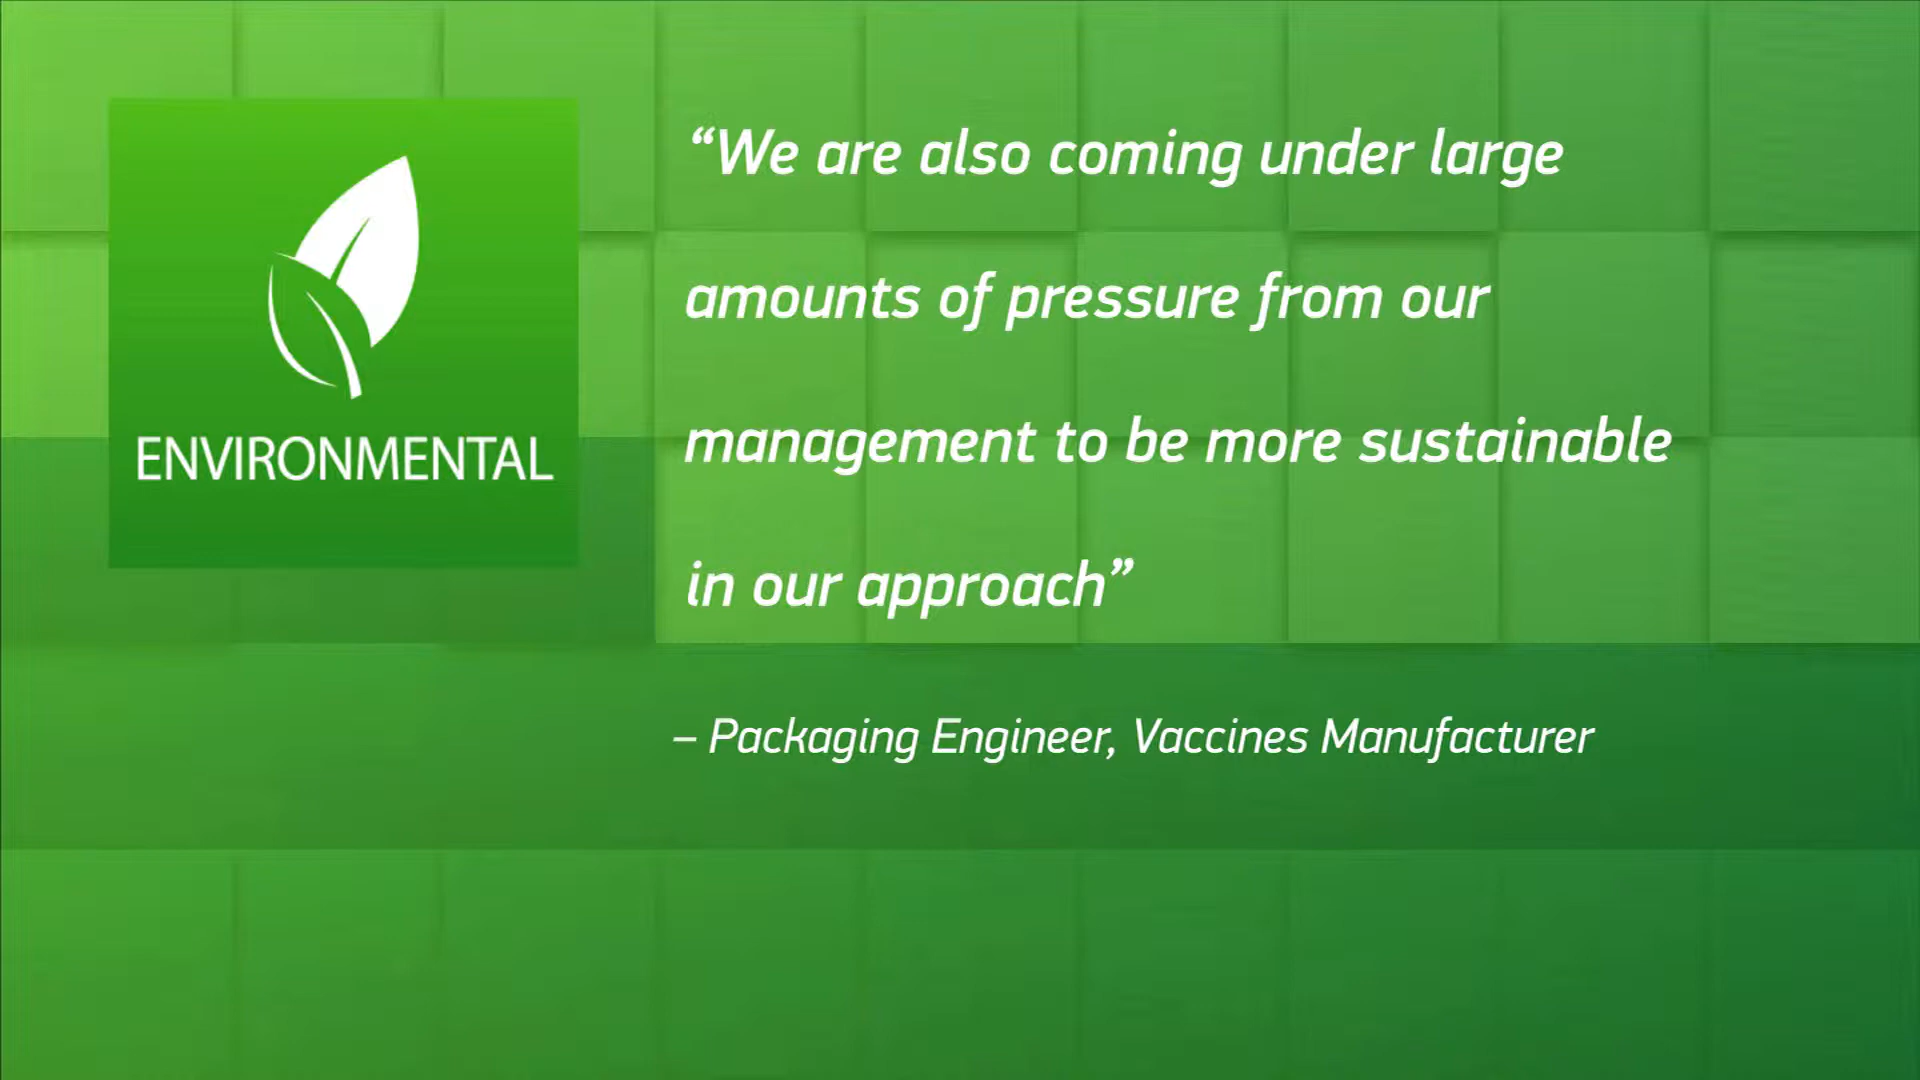 ENVIRONMENTAL
“We are also coming under large
amounts of pressure from our
management to be more sustainable
in our approach”
– Packaging Engineer, Vaccines Manufacturer